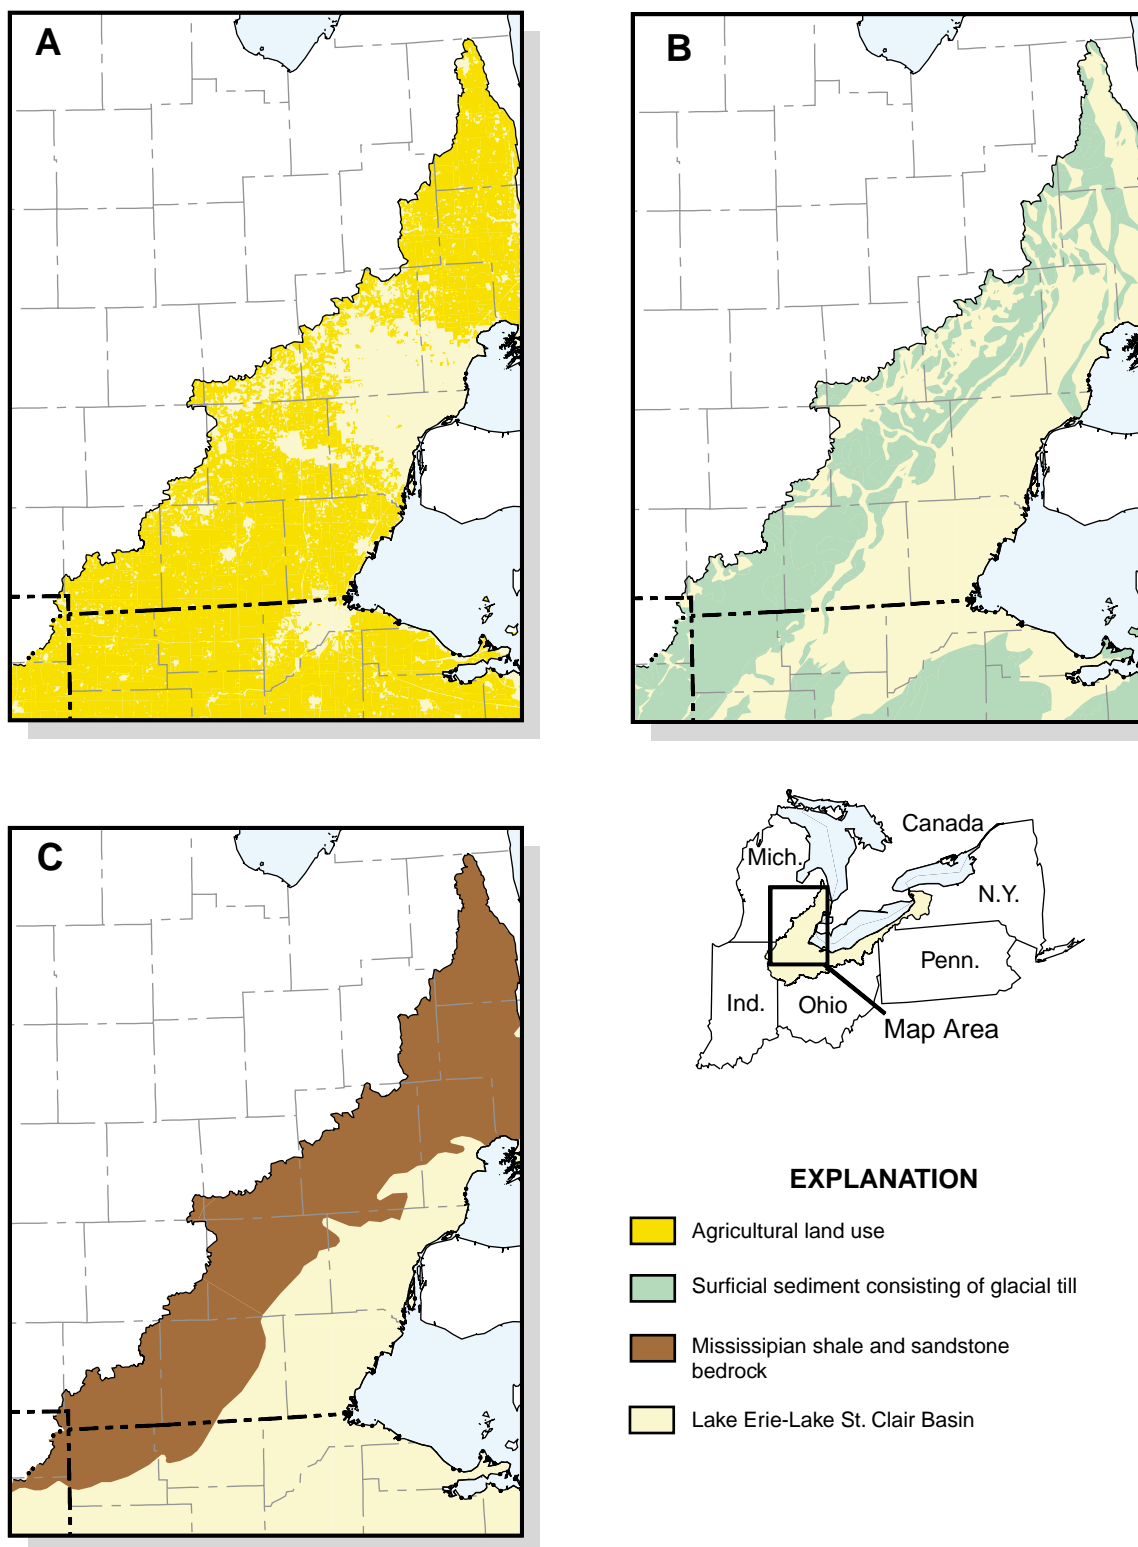 A
B
C
Canada
Mich.
N.Y.
Penn.
Ind.
Ohio
Map Area
EXPLANATION
Agricultural land use
Surficial sediment consisting of glacial till
Mississipian shale and sandstone
bedrock
Lake Erie-Lake St. Clair Basin